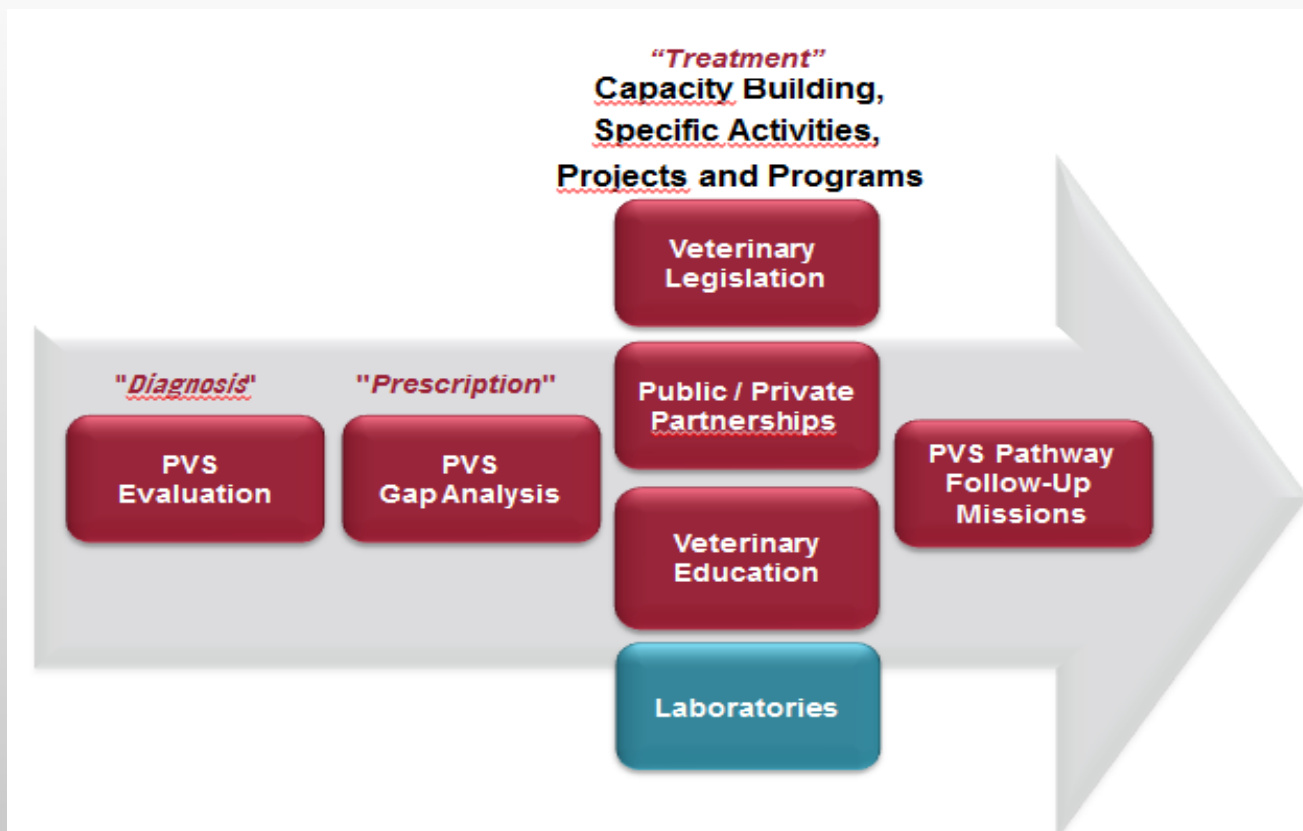 “Treatment”
Capacity Building,
Specific Activities,
Projects and Programs
Veterinary
Legislation
"Diagnosis"
"Prescription"
Public / Private
Partnerships
PVS
Evaluation
PVS
Gap Analysis
PVS Pathway
Follow-Up
Missions
Veterinary
Education
Laboratories